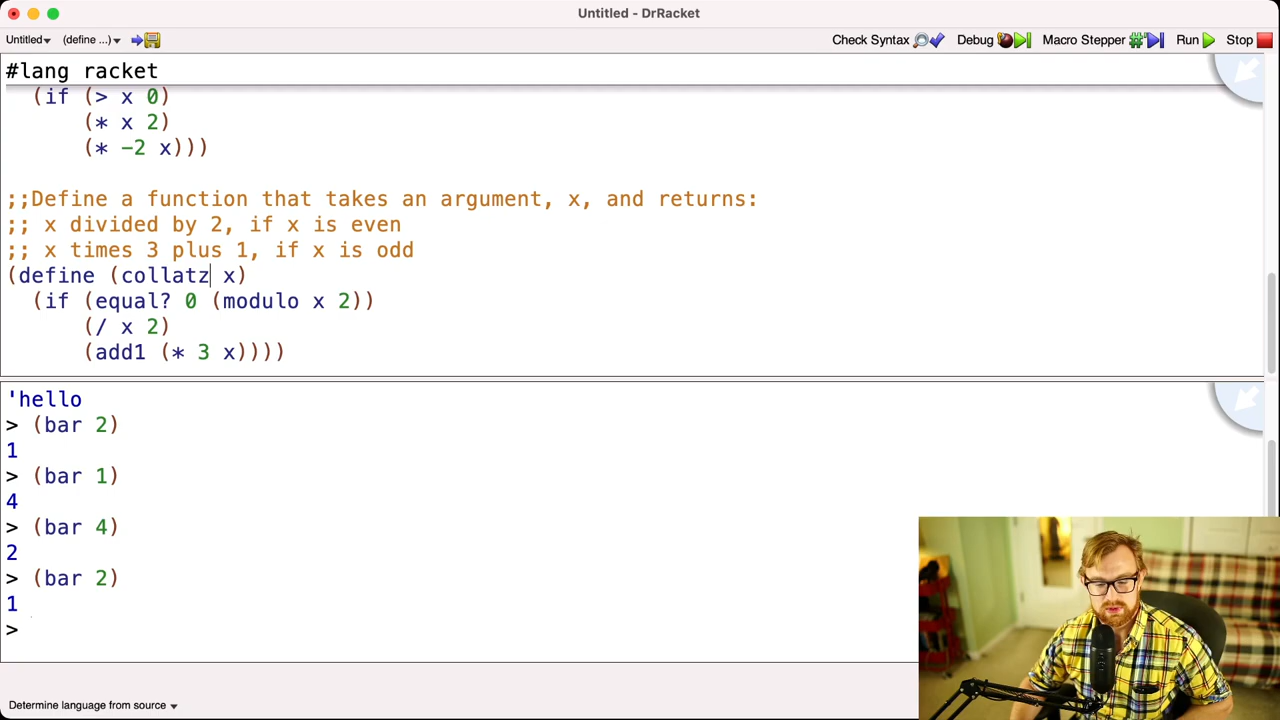 Untitled - DrRacket
Untitled▾ (define ...)▾ Check Syntax Debug Macro Stepper Run Stop
#lang racket
(if (> x 0)
(* x 2)
(* -2 x)))
;;Define a function that takes an argument, x, and returns:
;; x divided by 2, if x is even
;; x times 3 plus 1, if x is odd
(define (collatz x)
(if (equal? 0 (modulo x 2))
(/ x 2)
(add1 (* 3 x))))
'hello
> (bar 2)
1
> (bar 1)
4
> (bar 4)
2
> (bar 2)
1
>
Determine language from source ▾